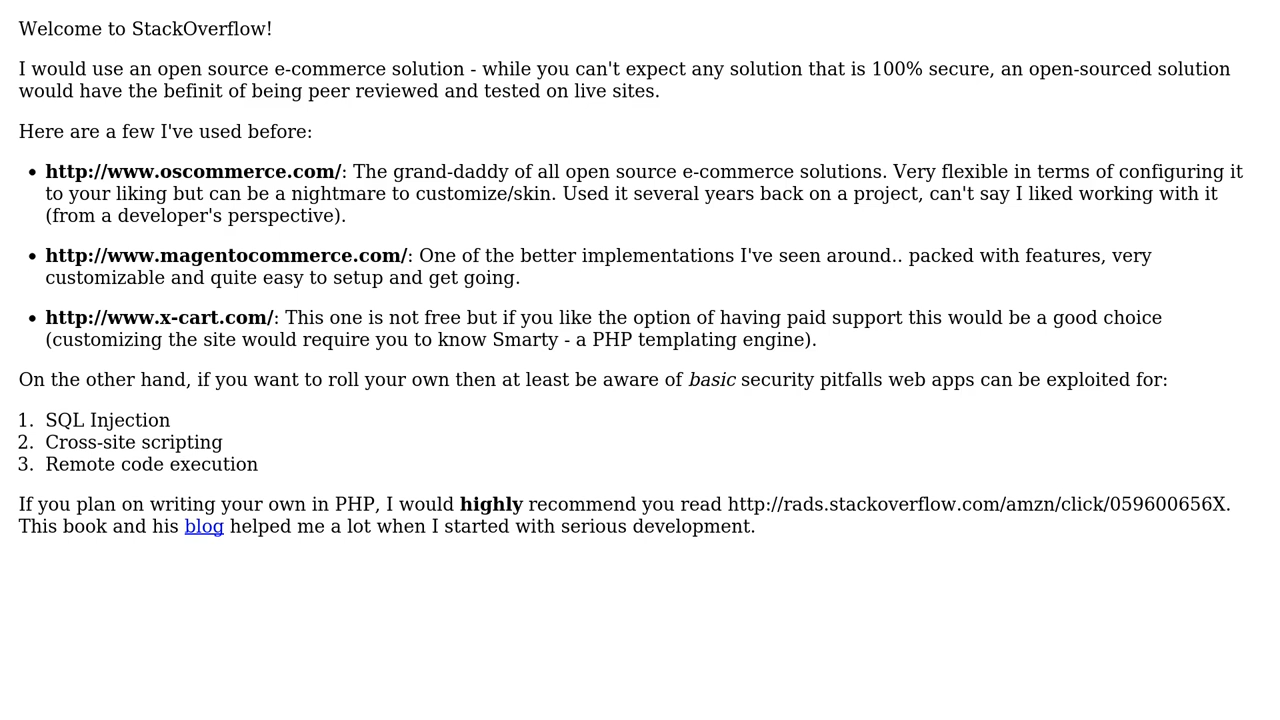 Welcome to StackOverflow!
I would use an open source e-commerce solution - while you can't expect any solution that is 100% secure, an open-sourced solution
would have the befinit of being peer reviewed and tested on live sites.
Here are a few I've used before:
• http://www.oscommerce.com/: The grand-daddy of all open source e-commerce solutions. Very flexible in terms of configuring it
to your liking but can be a nightmare to customize/skin. Used it several years back on a project, can't say I liked working with it
(from a developer's perspective).
• http://www.magentocommerce.com/: One of the better implementations I've seen around.. packed with features, very
customizable and quite easy to setup and get going.
• http://www.x-cart.com/: This one is not free but if you like the option of having paid support this would be a good choice
(customizing the site would require you to know Smarty - a PHP templating engine).
On the other hand, if you want to roll your own then at least be aware of basic security pitfalls web apps can be exploited for:
1. SQL Injection
2. Cross-site scripting
3. Remote code execution
If you plan on writing your own in PHP, I would highly recommend you read http://rads.stackoverflow.com/amzn/click/059600656X.
This book and his blog helped me a lot when I started with serious development.